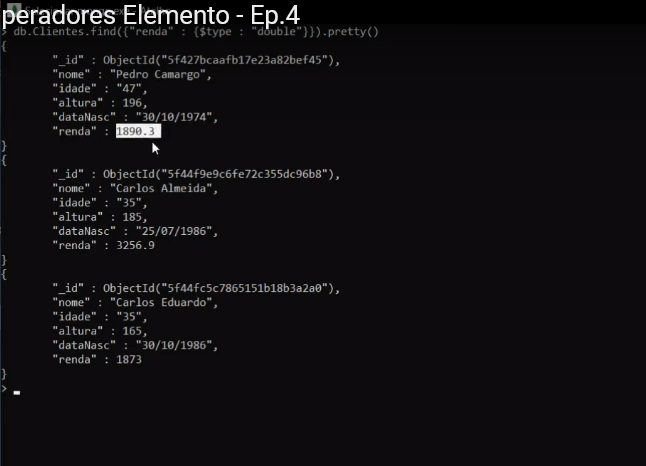 peradores Elemento - Ep.4
> db.Clientes.find({"renda" : {$type : "double"}}).pretty()
{
"_id" : ObjectId("5f427bcaafb17e23a82bef45"),
"nome" : "Pedro Camargo",
"idade" : "47",
"altura" : 196,
"dataNasc" : "30/10/1974",
"renda" : 1890.3
}
{
"_id" : ObjectId("5f44f9e9c6fe72c355dc96b8"),
"nome" : "Carlos Almeida",
"idade" : "35",
"altura" : 185,
"dataNasc" : "25/07/1986",
"renda" : 3256.9
}
{
"_id" : ObjectId("5f44fc5c7865151b18b3a2a0"),
"nome" : "Carlos Eduardo",
"idade" : "35",
"altura" : 165,
"dataNasc" : "30/10/1986",
"renda" : 1873
}
>